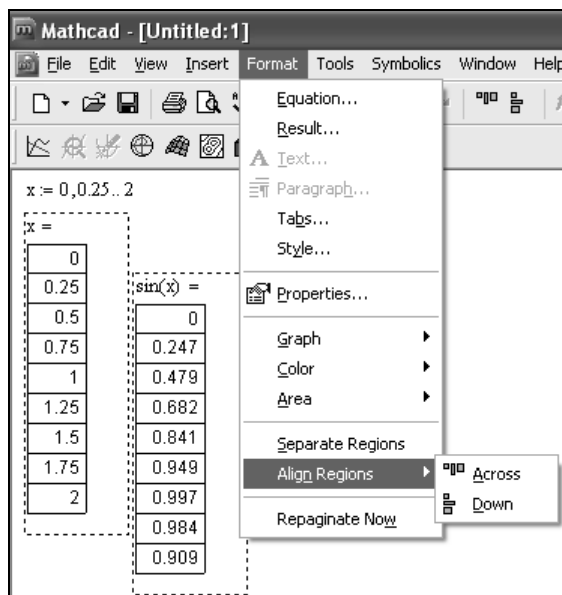 Mathcad - [Untitled:1]
File Edit View Insert Format Tools Symbolics Window Help
Equation...
Result...
Text...
Paragraph...
Tabs...
Style...
Properties...
Graph
Color
Area
Separate Regions
Align Regions
Across
Down
Repaginate Now
x := 0,0.25.. 2
x =
0
0.25
0.5
0.75
1
1.25
1.5
1.75
2
sin(x) =
0
0.247
0.479
0.682
0.841
0.949
0.997
0.984
0.909